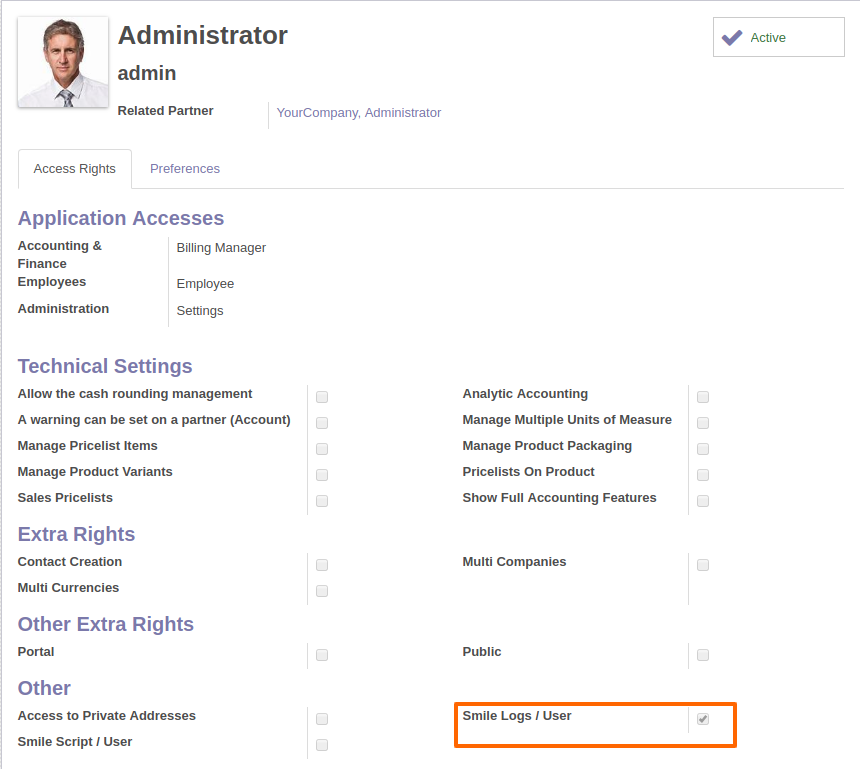 Administrator
Active
admin
Related Partner YourCompany, Administrator
Access Rights Preferences
Application Accesses
Accounting &
Finance
Billing Manager
Employees Employee
Administration Settings
Technical Settings
Allow the cash rounding management Analytic Accounting
A warning can be set on a partner (Account) Manage Multiple Units of Measure
Manage Pricelist Items Manage Product Packaging
Manage Product Variants Pricelists On Product
Sales Pricelists Show Full Accounting Features
Extra Rights
Contact Creation Multi Companies
Multi Currencies
Other Extra Rights
Portal Public
Other
Access to Private Addresses Smile Logs / User
Smile Script / User